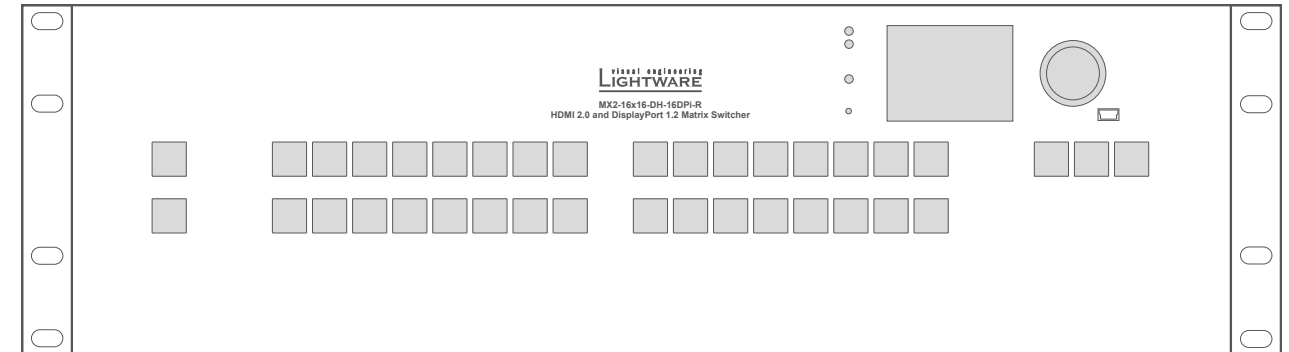 visual engineering
LIGHTWARE
MX2-16x16-DH-16DPi-R
HDMI 2.0 and DisplayPort 1.2 Matrix Switcher